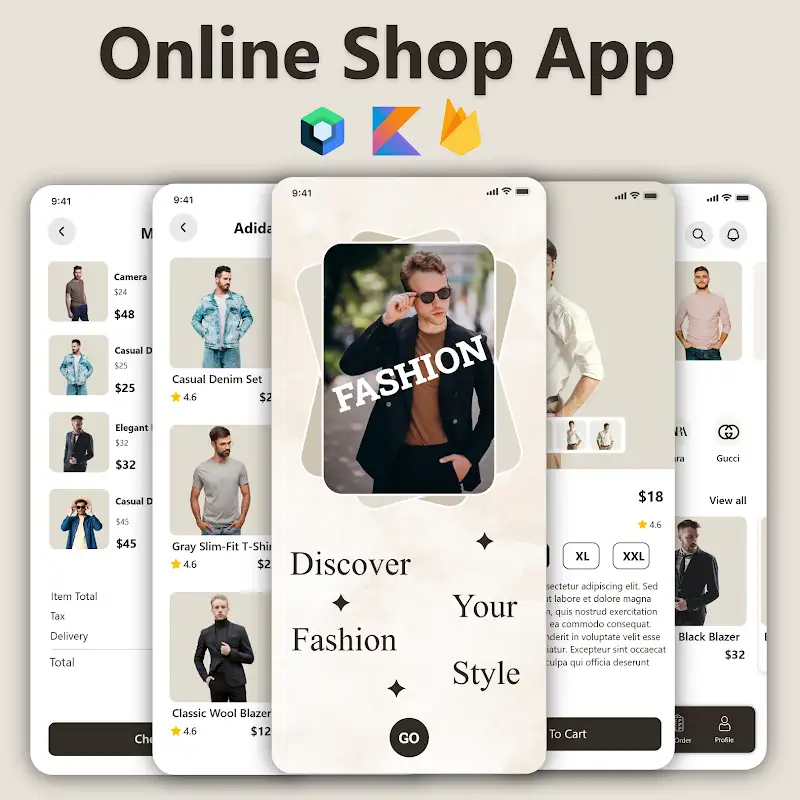 Online Shop App
9:41
M
Camera
$24
$48
Casual D
$25
$25
Elegant
$32
$32
Casual D
$45
$45
Item Total
Tax
Delivery
Total
Che
9:41
Adida
Casual Denim Set
4.6
$2
Gray Slim-Fit T-Shir
4.6
$2
Classic Wool Blazer
4.6
$12
9:41
FASHION
Discover
Your
Fashion
Style
GO
$18
4.6
XL
XXL
sectetur adipiscing elit. Sed
ut labore et dolore magna
, quis nostrud exercitation
ea commodo consequat.
nderit in voluptate velit esse
iatur. Excepteur sint occaecat
culpa qui officia deserunt
To Cart
ara
Gucci
View all
Black Blazer
$32
Order
Profile